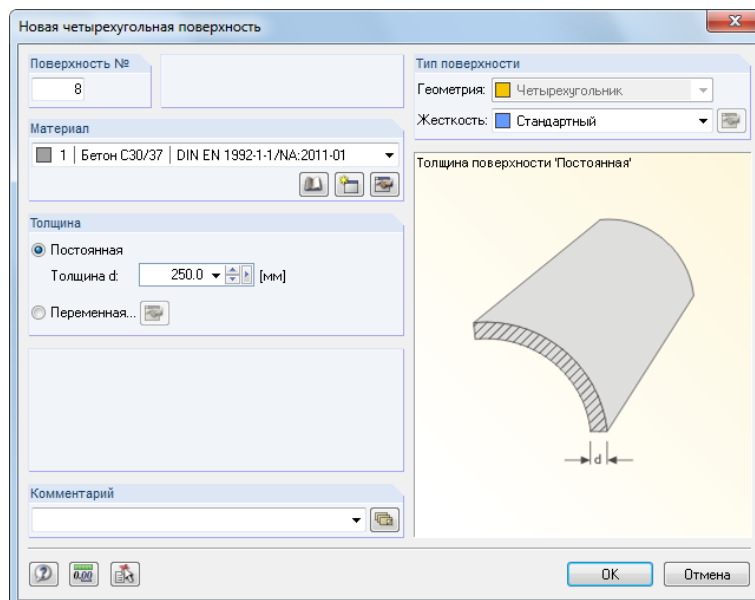 Новая четырехугольная поверхность
Поверхность №
8
Материал
1 Бетон C30/37 DIN EN 1992-1-1/NA:2011-01
Толщина
Постоянная
Толщина d: 250.0 [мм]
Переменная...
Комментарий
Тип поверхности
Геометрия: Четырехугольник
Жесткость: Стандартный
Толщина поверхности 'Постоянная'
d
0.00
OK
Отмена